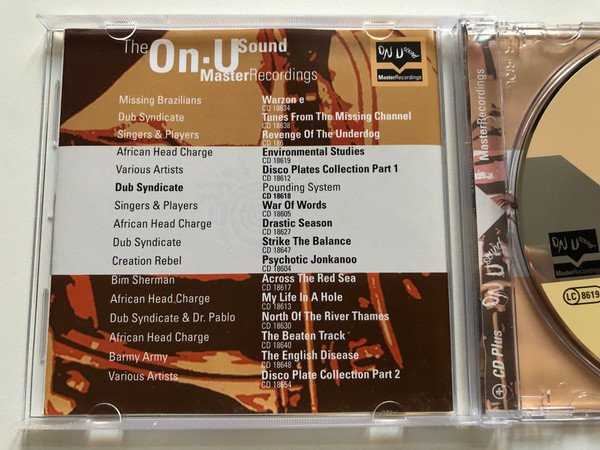 The On-U Sound
MasterRecordings
ON U SOUND
MasterRecordings
Missing Brazilians Warzon e
CD 18634
Dub Syndicate Tunes From The Missing Channel
CD 18638
Singers & Players Revenge Of The Underdog
African Head Charge Environmental Studies
CD 18619
Various Artists Disco Plates Collection Part 1
CD 18612
Dub Syndicate Pounding System
CD 18618
Singers & Players War Of Words
CD 18605
African Head Charge Drastic Season
CD 18627
Dub Syndicate Strike The Balance
CD 18647
Creation Rebel Psychotic Jonkanoo
CD 18604
Bim Sherman Across The Red Sea
CD 18617
African Head Charge My Life In A Hole
CD 18613
Dub Syndicate & Dr. Pablo North Of The River Thames
CD 18630
African Head Charge The Beaten Track
CD 18640
Barmy Army The English Disease
CD 18648
Various Artists Disco Plate Collection Part 2
CD 18654
MasterRecordings
ON U SOUND
CD Plus
ON U SOUND
MasterRecordings
LC 8619